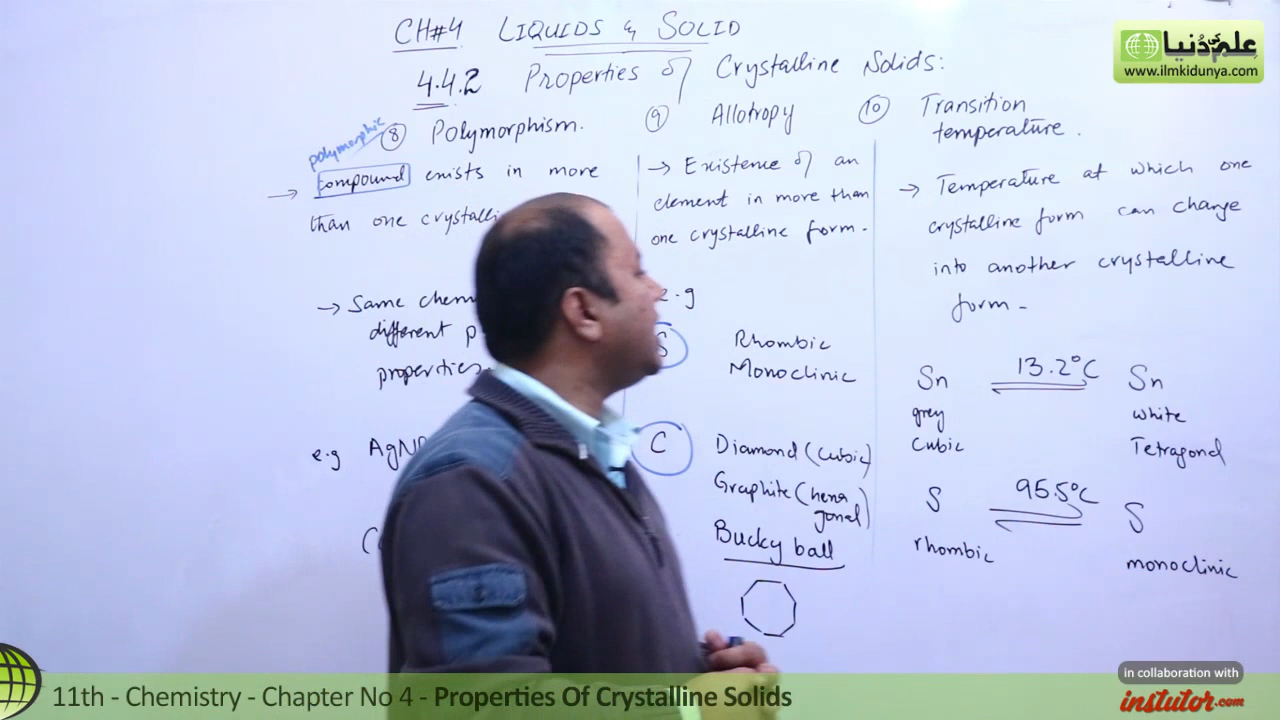 CH#4 LIQUIDS & SOLID
4.4.2 Properties of Crystalline Solids:
polymorphic
⑧ Polymorphism.
→ compound exists in more
than one crystalli
→ Same chem
different p
properties.
e.g AgN
⑨ Allotropy
→ Existence of an
element in more than
one crystalline form.
e.g
S Rhombic
Monoclinic
C Diamond (cubic)
Graphite (hexa
gonal)
Bucky ball
⑩ Transition
temperature.
→ Temperature at which one
crystalline form can change
into another crystalline
form -
Sn 13.2°C Sn
grey white
Cubic Tetragonal
S 95.5°C S
rhombic monoclinic
علم کی دنیا
www.ilmkidunya.com
11th - Chemistry - Chapter No 4 - Properties Of Crystalline Solids
in collaboration with
instutor.com